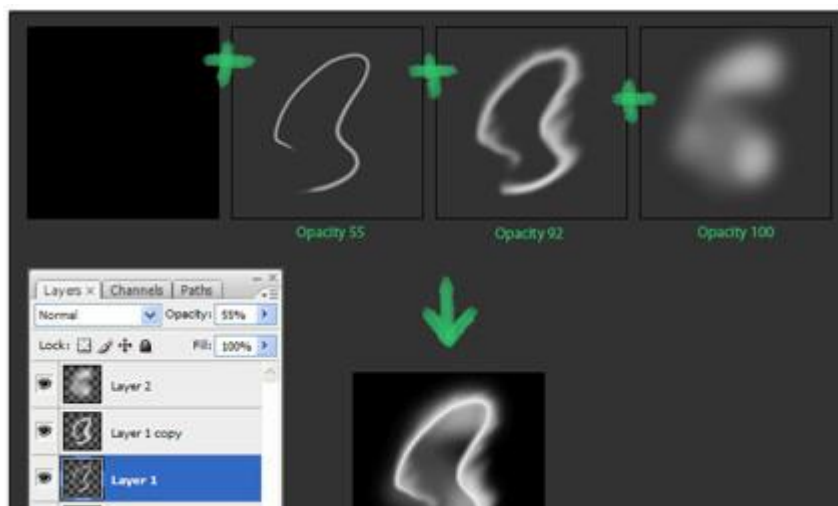 Opacity 55
Opacity 92
Opacity 100
Layers × Channels Paths
Normal Opacity: 55%
Lock: Fill: 100%
Layer 2
Layer 1 copy
Layer 1